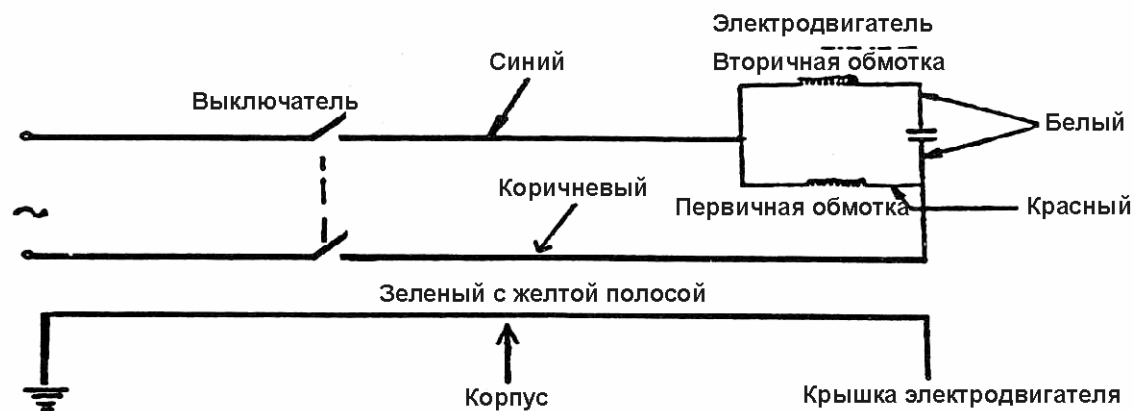 Электродвигатель
Вторичная обмотка
Синий
Выключатель
Белый
Коричневый
Первичная обмотка
Красный
Зеленый с желтой полосой
Корпус
Крышка электродвигателя